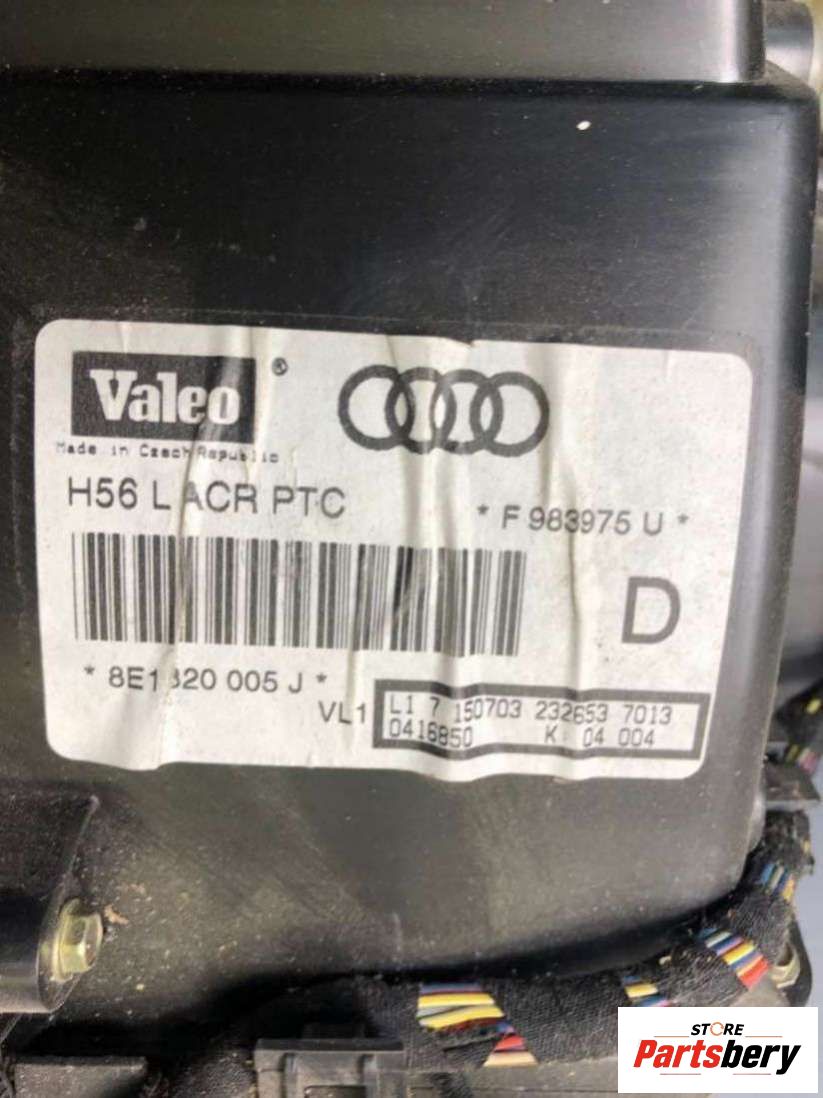 Valeo ®
Made in Czech Republic
H56 L ACR PTC
* F 983975 U *
D
* 8E1 820 005 J *
VL1
L1 7 150703 232653 7013
0416850 K 04 004
STORE
Partsbery